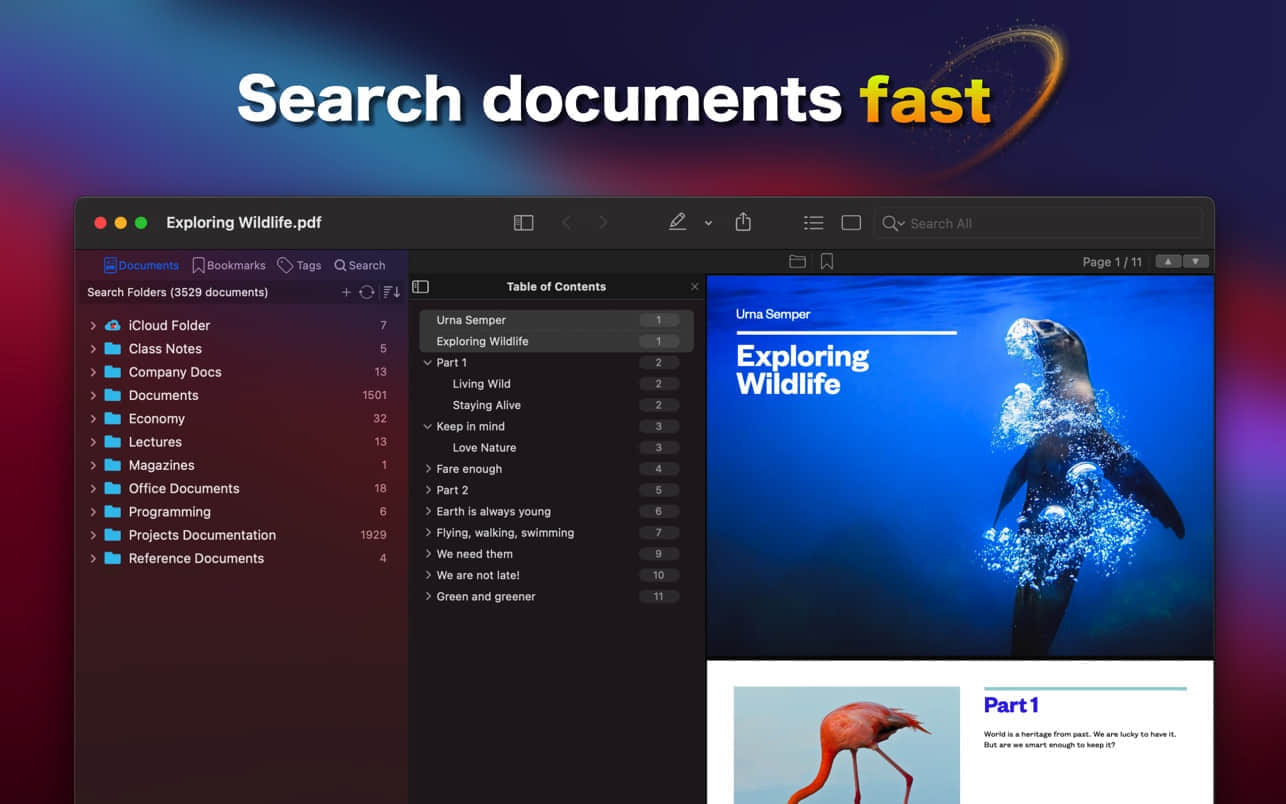 Search documents fast
Exploring Wildlife.pdf
Search All
Documents Bookmarks Tags Search
Page 1 / 11
Search Folders (3529 documents)
iCloud Folder 7
Class Notes 5
Company Docs 13
Documents 1501
Economy 32
Lectures 13
Magazines 1
Office Documents 18
Programming 6
Projects Documentation 1929
Reference Documents 4
Table of Contents
Urna Semper 1
Exploring Wildlife 1
Part 1 2
Living Wild 2
Staying Alive 2
Keep in mind 3
Love Nature 3
Fare enough 4
Part 2 5
Earth is always young 6
Flying, walking, swimming 7
We need them 9
We are not late! 10
Green and greener 11
Urna Semper
Exploring
Wildlife
Part 1
World is a heritage from past. We are lucky to have it.
But are we smart enough to keep it?